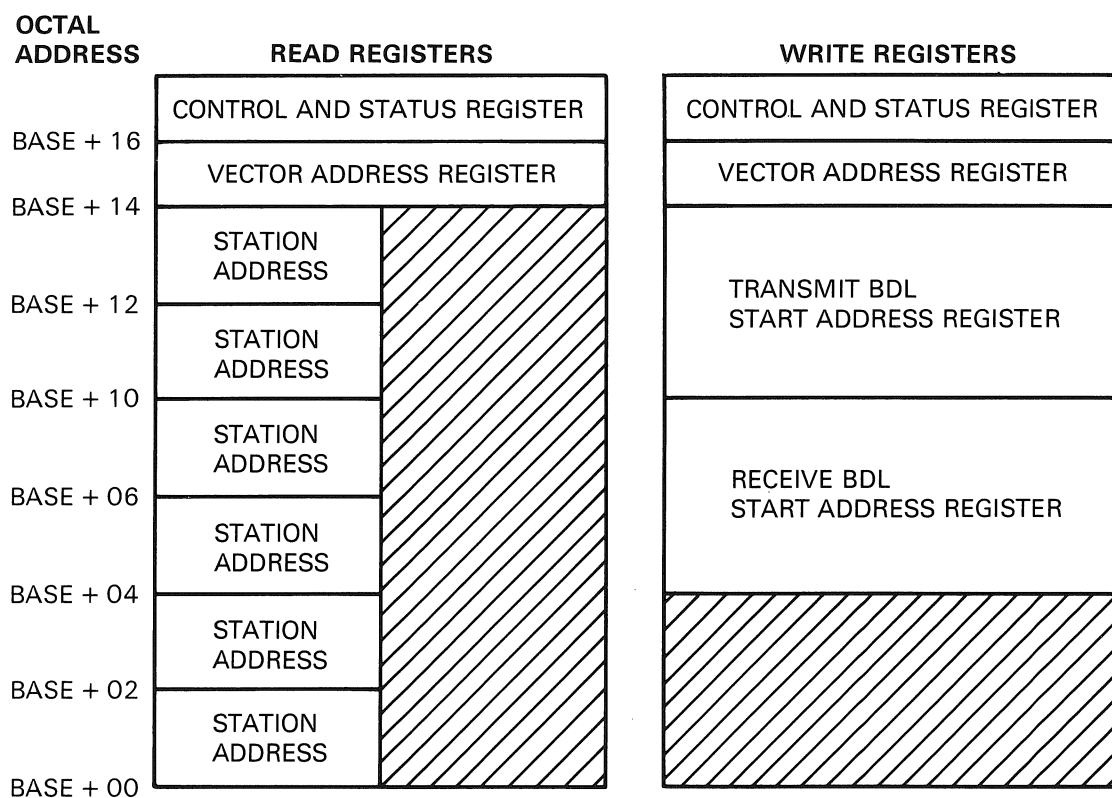 OCTAL
ADDRESS
READ REGISTERS
WRITE REGISTERS
CONTROL AND STATUS REGISTER
CONTROL AND STATUS REGISTER
BASE + 16
VECTOR ADDRESS REGISTER
VECTOR ADDRESS REGISTER
BASE + 14
STATION
ADDRESS
TRANSMIT BDL
START ADDRESS REGISTER
BASE + 12
STATION
ADDRESS
BASE + 10
STATION
ADDRESS
RECEIVE BDL
START ADDRESS REGISTER
BASE + 06
STATION
ADDRESS
BASE + 04
STATION
ADDRESS
BASE + 02
STATION
ADDRESS
BASE + 00